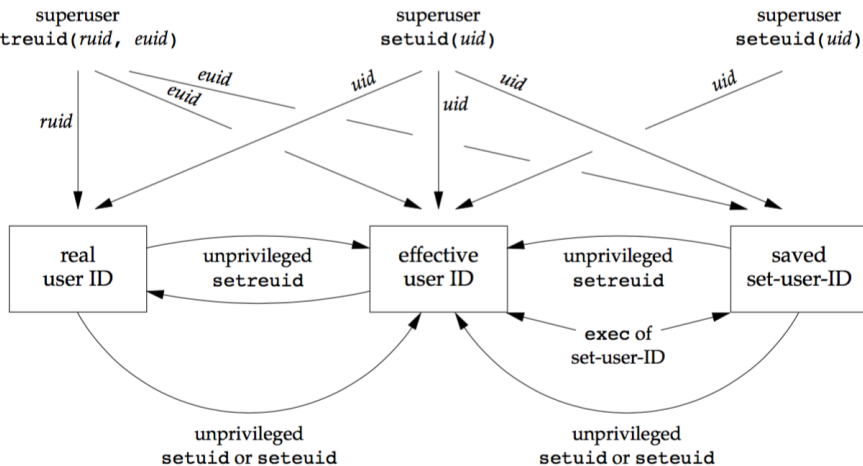 superuser
treuid(ruid, euid)
superuser
setuid(uid)
superuser
seteuid(uid)
euid
euid
uid
uid
uid
ruid
uid
real
user ID
unprivileged
setreuid
effective
user ID
unprivileged
setreuid
saved
set-user-ID
exec of
set-user-ID
unprivileged
setuid or seteuid
unprivileged
setuid or seteuid